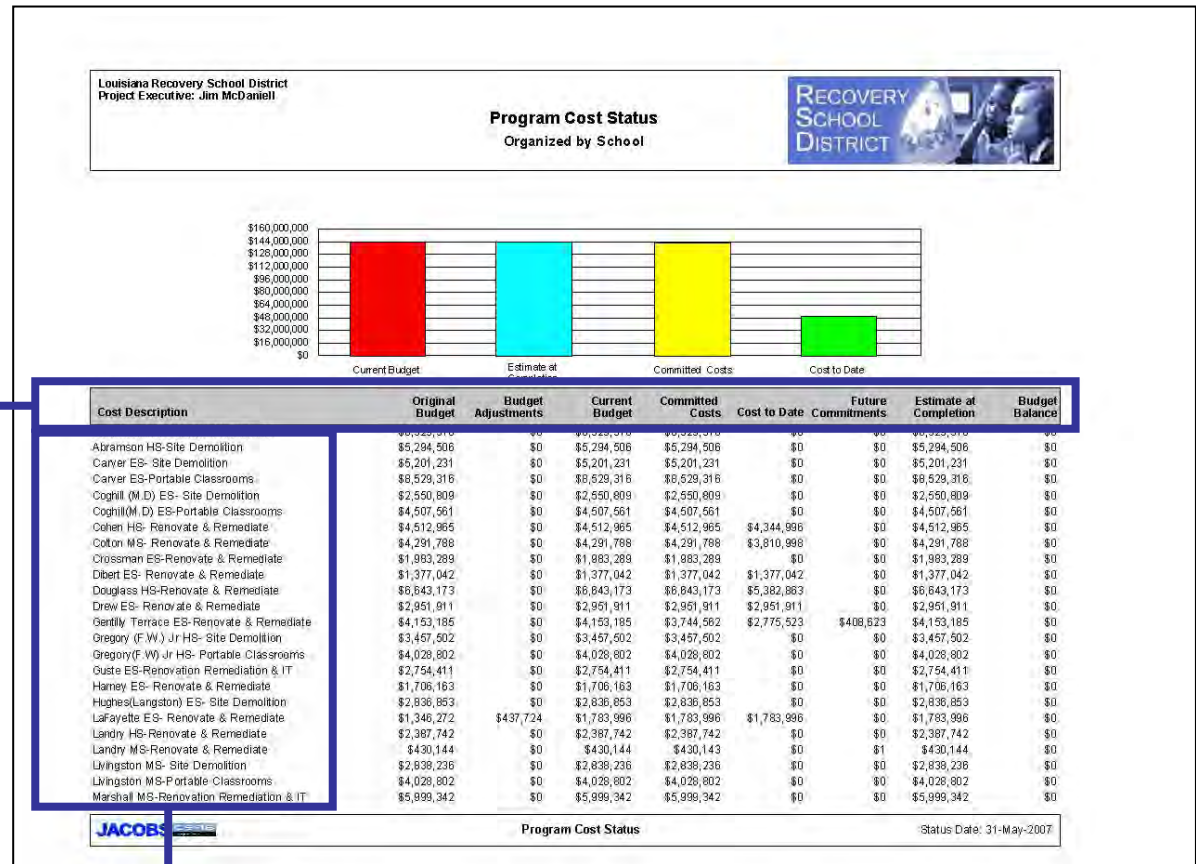 Louisiana Recovery School District
Project Executive: Jim McDaniell
Program Cost Status
Organized by School
RECOVERY
SCHOOL
DISTRICT
$160,000,000
$144,000,000
$128,000,000
$112,000,000
$96,000,000
$80,000,000
$64,000,000
$48,000,000
$32,000,000
$16,000,000
$0
Current Budget Estimate at Committed Costs Cost to Date
Cost Description Original Budget Budget Adjustments Current Budget Committed Costs Cost to Date Future Commitments Estimate at Completion Budget Balance
Abramson HS-Site Demolition $5,294,506 $0 $5,294,506 $5,294,506 $0 $0 $5,294,506 $0
Carver ES- Site Demolition $5,201,231 $0 $5,201,231 $5,201,231 $0 $0 $5,201,231 $0
Carver ES-Portable Classrooms $8,529,316 $0 $8,529,316 $8,529,316 $0 $0 $8,529,316 $0
Coghill (M.D) ES- Site Demolition $2,550,809 $0 $2,550,809 $2,550,809 $0 $0 $2,550,809 $0
Coghill(M.D) ES-Portable Classrooms $4,507,561 $0 $4,507,561 $4,507,561 $0 $0 $4,507,561 $0
Cohen HS- Renovate & Remediate $4,512,965 $0 $4,512,965 $4,512,965 $4,344,996 $0 $4,512,965 $0
Colton MS- Renovate & Remediate $4,291,788 $0 $4,291,788 $4,291,788 $3,810,998 $0 $4,291,788 $0
Crossman ES-Renovate & Remediate $1,983,289 $0 $1,983,289 $1,983,289 $0 $0 $1,983,289 $0
Dibert ES- Renovate & Remediate $1,377,042 $0 $1,377,042 $1,377,042 $1,377,042 $0 $1,377,042 $0
Douglass HS-Renovate & Remediate $6,643,173 $0 $6,643,173 $6,643,173 $5,382,863 $0 $6,643,173 $0
Drew ES- Renovate & Remediate $2,951,911 $0 $2,951,911 $2,951,911 $2,951,911 $0 $2,951,911 $0
Gentilly Terrace ES-Renovate & Remediate $4,153,185 $0 $4,153,185 $3,744,562 $2,775,523 $408,623 $4,153,185 $0
Gregory (F.W.) Jr HS- Site Demolition $3,457,502 $0 $3,457,502 $3,457,502 $0 $0 $3,457,502 $0
Gregory(F.W) Jr HS- Portable Classrooms $4,028,802 $0 $4,028,802 $4,028,802 $0 $0 $4,028,802 $0
Guste ES-Renovation Remediation & IT $2,754,411 $0 $2,754,411 $2,754,411 $0 $0 $2,754,411 $0
Harney ES- Renovate & Remediate $1,706,163 $0 $1,706,163 $1,706,163 $0 $0 $1,706,163 $0
Hughes(Langston) ES- Site Demolition $2,836,853 $0 $2,836,853 $2,836,853 $0 $0 $2,836,853 $0
LaFayette ES- Renovate & Remediate $1,346,272 $437,724 $1,783,996 $1,783,996 $1,783,996 $0 $1,783,996 $0
Landry HS-Renovate & Remediate $2,387,742 $0 $2,387,742 $2,387,742 $0 $0 $2,387,742 $0
Landry MS-Renovate & Remediate $430,144 $0 $430,144 $430,143 $0 $1 $430,144 $0
Livingston MS- Site Demolition $2,838,236 $0 $2,838,236 $2,838,236 $0 $0 $2,838,236 $0
Livingston MS-Portable Classrooms $4,028,802 $0 $4,028,802 $4,028,802 $0 $0 $4,028,802 $0
Marshall MS-Renovation Remediation & IT $5,999,342 $0 $5,999,342 $5,999,342 $0 $0 $5,999,342 $0
JACOBS Program Cost Status Status Date: 31-May-2007